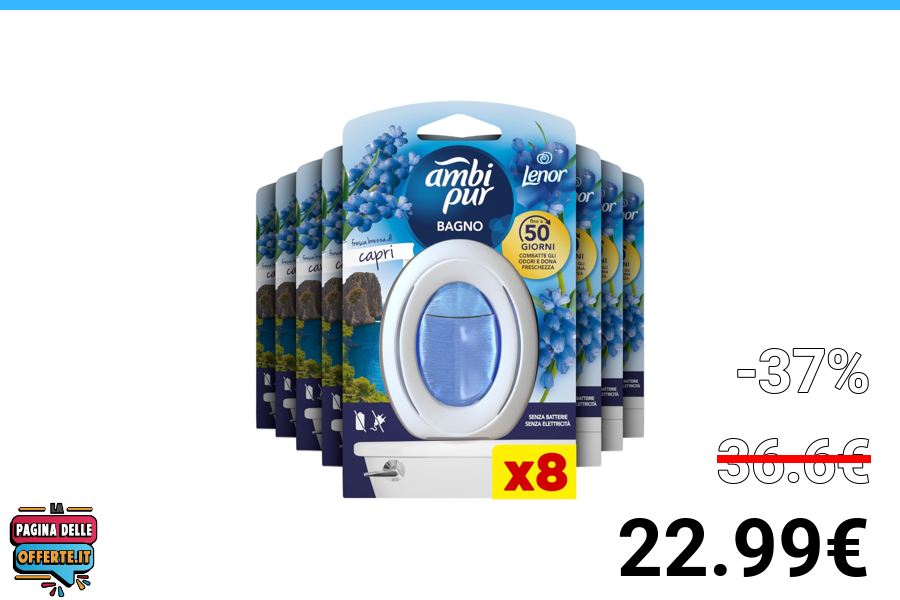 ambi
pur
BAGNO
Lenor
fino a
50
GIORNI
COMBATTE GLI
ODORI E DONA
FRESCHEZZA
fresca brezza di
capri
SENZA BATTERIE
SENZA ELETTRICITÀ
x8
-37%
36.6€
22.99€
LA
PAGINA DELLE
OFFERTE.IT